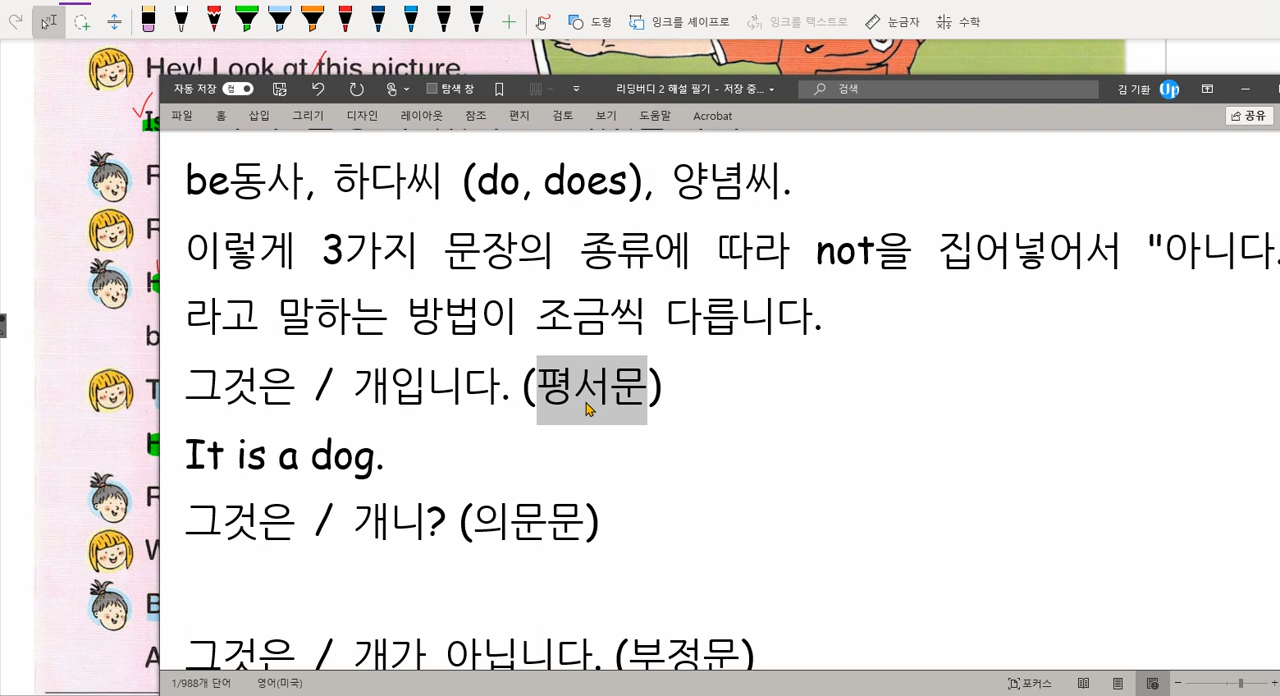 도형 잉크를 셰이프로 잉크를 텍스트로 눈금자 수학
Hey! Look at this picture.
자동 저장 켬 탐색 창 리딩버디 2 해설 필기 - 저장 중... 검색 김 기환
파일 홈 삽입 그리기 디자인 레이아웃 참조 편지 검토 보기 도움말 Acrobat 공유
be동사, 하다씨 (do, does), 양념씨.
이렇게 3가지 문장의 종류에 따라 not을 집어넣어서 "아니다.
라고 말하는 방법이 조금씩 다릅니다.
그것은 / 개입니다. (평서문)
It is a dog.
그것은 / 개니? (의문문)
그것은 / 개가 아닙니다. (부정문)
1/988개 단어 영어(미국) 포커스